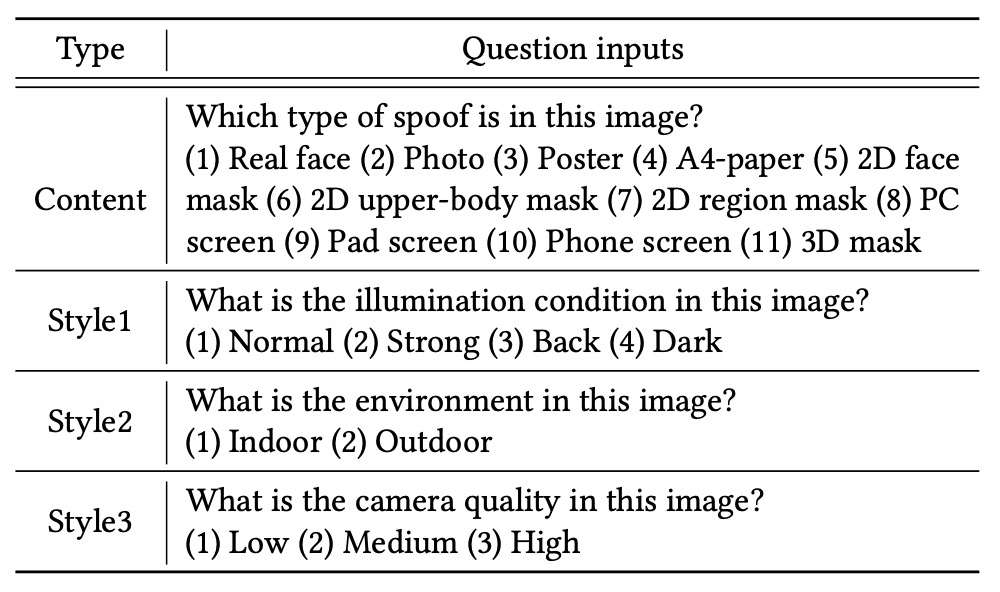 Type Question inputs
Which type of spoof is in this image?
(1) Real face (2) Photo (3) Poster (4) A4-paper (5) 2D face
Content mask (6) 2D upper-body mask (7) 2D region mask (8) PC
screen (9) Pad screen (10) Phone screen (11) 3D mask
Style1 What is the illumination condition in this image?
(1) Normal (2) Strong (3) Back (4) Dark
Style2 What is the environment in this image?
(1) Indoor (2) Outdoor
Style3 What is the camera quality in this image?
(1) Low (2) Medium (3) High